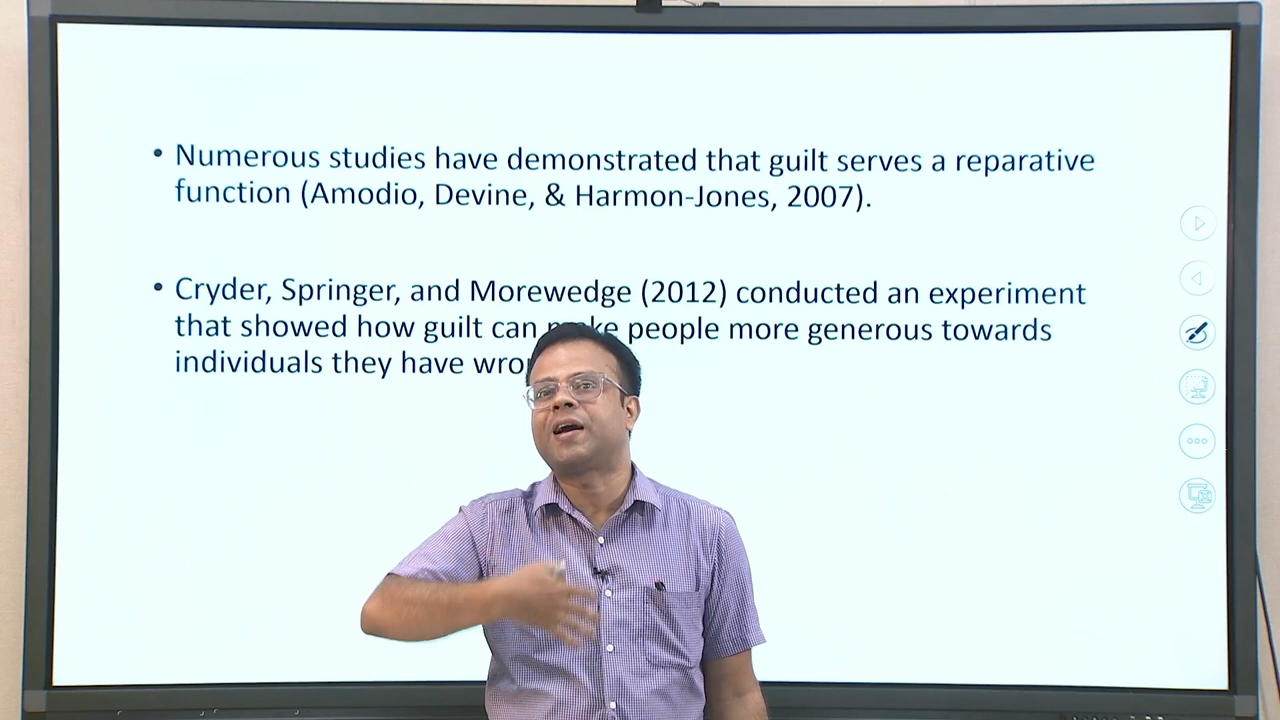 • Numerous studies have demonstrated that guilt serves a reparative
function (Amodio, Devine, & Harmon-Jones, 2007).
• Cryder, Springer, and Morewedge (2012) conducted an experiment
that showed how guilt can people more generous towards
individuals they have